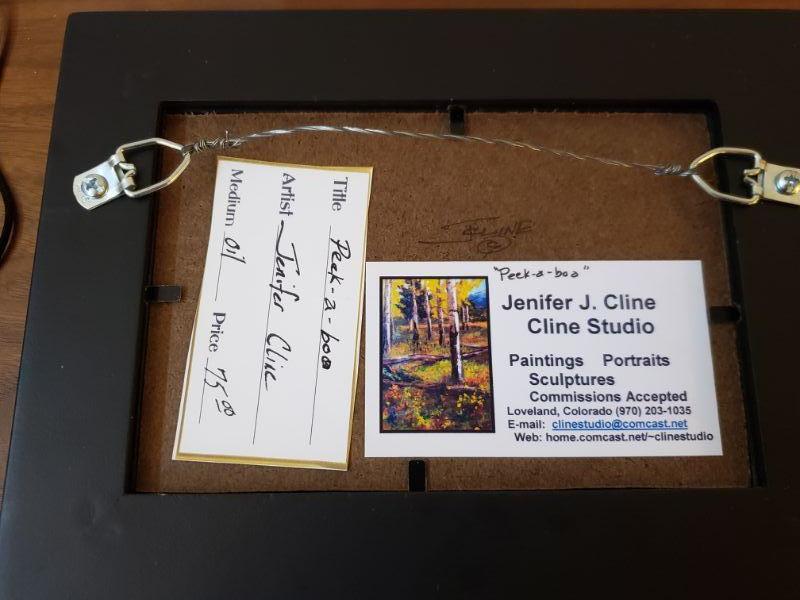 Title Peek-a-boo
Artist Jenifer Cline
Medium Oil Price 75.00
JCLINE ©
"Peek-a-boo"
Jenifer J. Cline
Cline Studio
Paintings Portraits
Sculptures
Commissions Accepted
Loveland, Colorado (970) 203-1035
E-mail: clinestudio@comcast.net
Web: home.comcast.net/~clinestudio